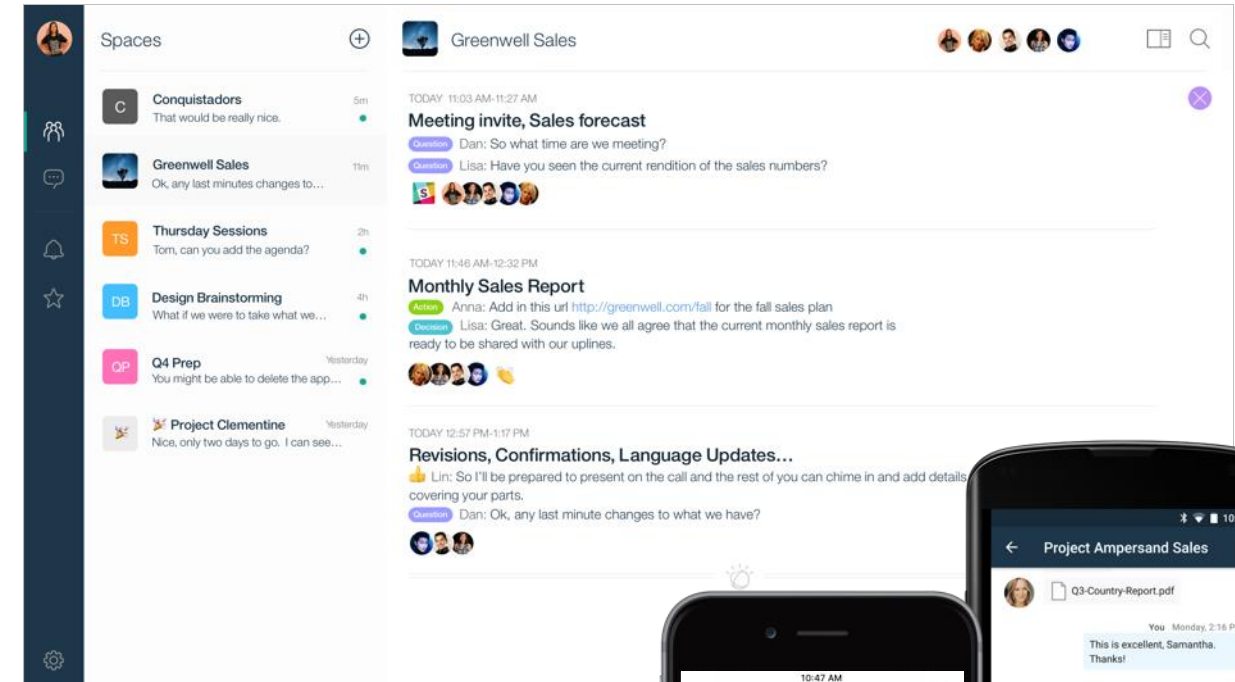 Spaces
C
Conquistadors
5m
That would be really nice.
Greenwell Sales
11m
Ok, any last minutes changes to…
TS
Thursday Sessions
2h
Tom, can you add the agenda?
DB
Design Brainstorming
4h
What if we were to take what we…
QP
Q4 Prep
Yesterday
You might be able to delete the app…
🎉 Project Clementine
Yesterday
Nice, only two days to go. I can see…
Greenwell Sales
TODAY 11:03 AM-11:27 AM
Meeting invite, Sales forecast
Question Dan: So what time are we meeting?
Question Lisa: Have you seen the current rendition of the sales numbers?
S
TODAY 11:46 AM-12:32 PM
Monthly Sales Report
Action Anna: Add in this url http://greenwell.com/fall for the fall sales plan
Decision Lisa: Great. Sounds like we all agree that the current monthly sales report is
ready to be shared with our uplines.
TODAY 12:57 PM-1:17 PM
Revisions, Confirmations, Language Updates…
👍 Lin: So I'll be prepared to present on the call and the rest of you can chime in and add details
covering your parts.
Question Dan: Ok, any last minute changes to what we have?
10:47 AM
10
Project Ampersand Sales
Q3-Country-Report.pdf
You Monday, 2:16 P
This is excellent, Samantha.
Thanks!